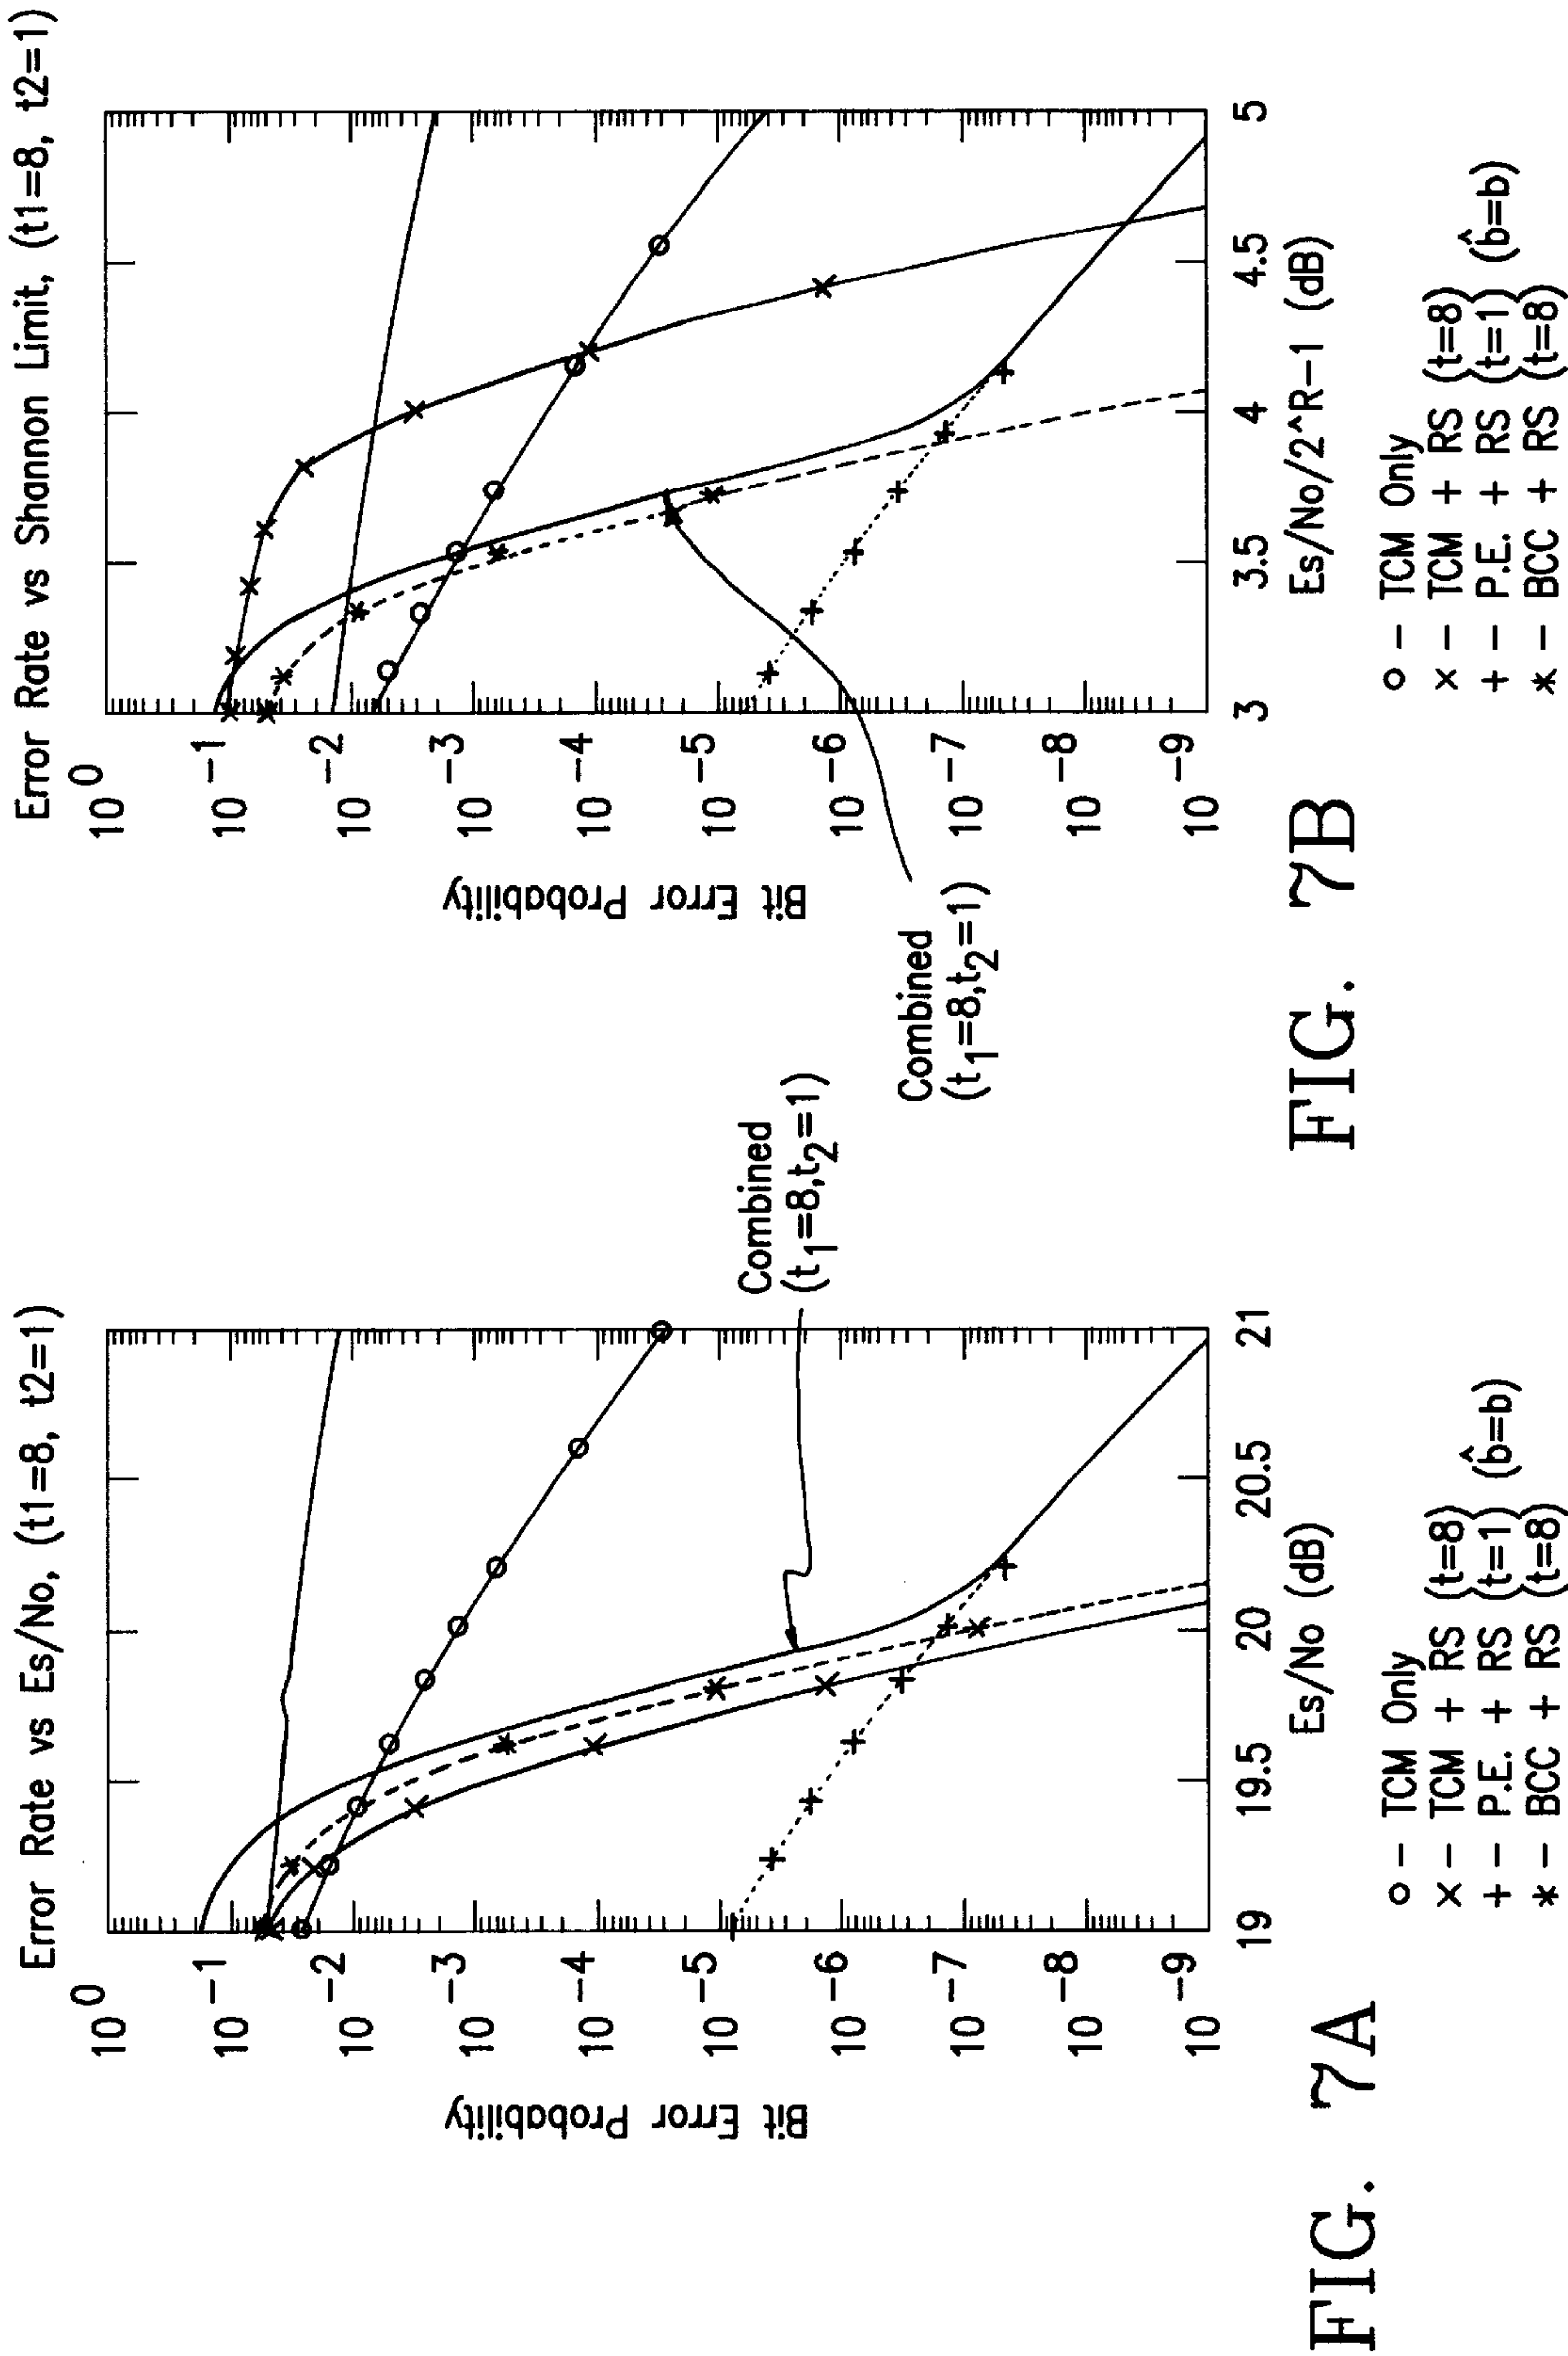 Error Rate vs Es/No, (t1=8, t2=1)
10^0
10^-1
10^-2
10^-3
10^-4
10^-5
10^-6
10^-7
10^-8
10^-9
Bit Error Probability
19
19.5
20
20.5
21
Es/No (dB)
Combined
(t1=8,t2=1)
o – TCM Only
x – TCM + RS (t=8)
+ – P.E. + RS (t=1) (b̂=b)
* – BCC + RS (t=8)
FIG. 7A
Error Rate vs Shannon Limit, (t1=8, t2=1)
10^0
10^-1
10^-2
10^-3
10^-4
10^-5
10^-6
10^-7
10^-8
10^-9
Bit Error Probability
3
3.5
4
4.5
5
Es/No/2^R-1 (dB)
Combined
(t1=8,t2=1)
o – TCM Only
x – TCM + RS (t=8)
+ – P.E. + RS (t=1) (b̂=b)
* – BCC + RS (t=8)
FIG. 7B